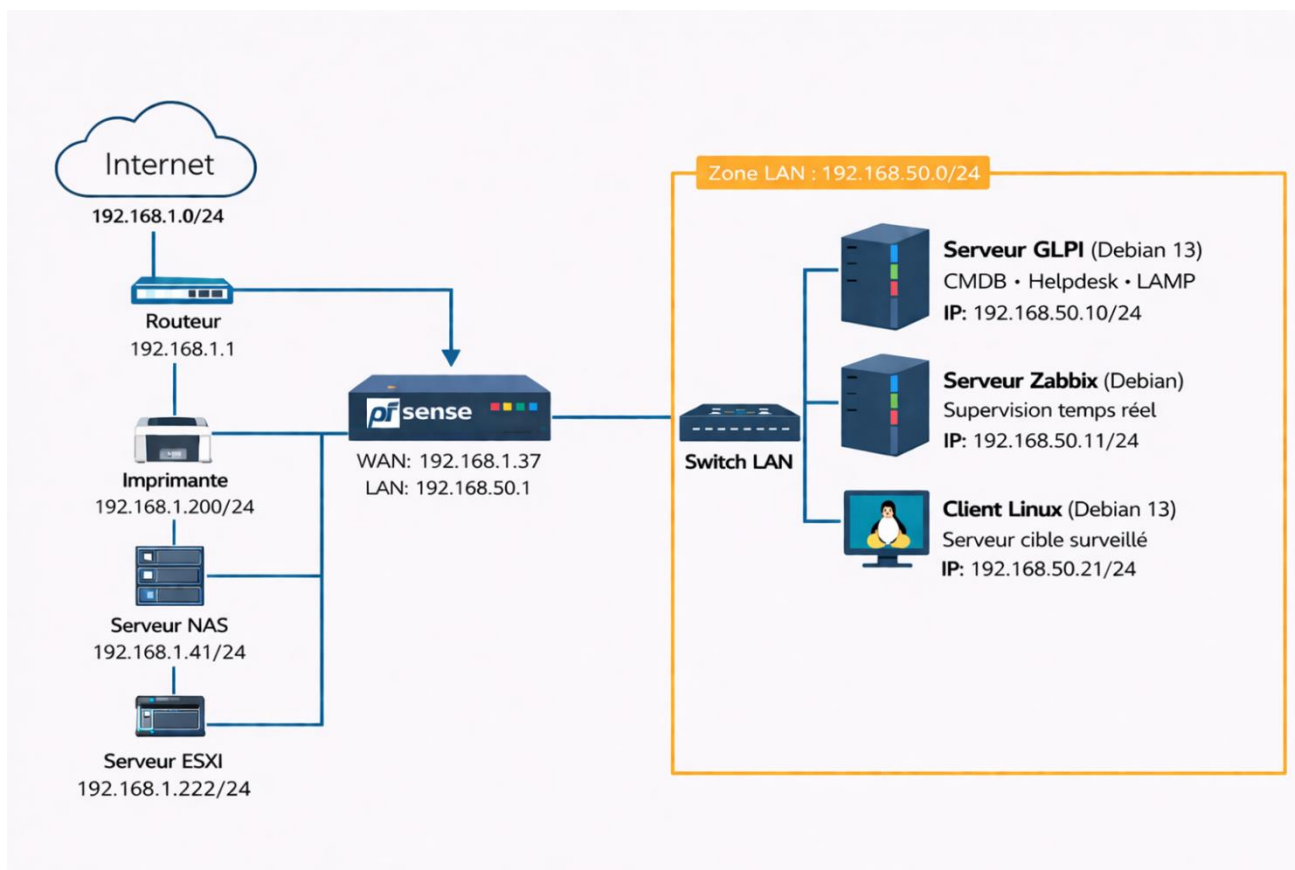 Internet
192.168.1.0/24
Routeur
192.168.1.1
Imprimante
192.168.1.200/24
Serveur NAS
192.168.1.41/24
Serveur ESXI
192.168.1.222/24
pfsense
WAN: 192.168.1.37
LAN: 192.168.50.1
Switch LAN
Zone LAN : 192.168.50.0/24
Serveur GLPI (Debian 13)
CMDB • Helpdesk • LAMP
IP: 192.168.50.10/24
Serveur Zabbix (Debian)
Supervision temps réel
IP: 192.168.50.11/24
Client Linux (Debian 13)
Serveur cible surveillé
IP: 192.168.50.21/24